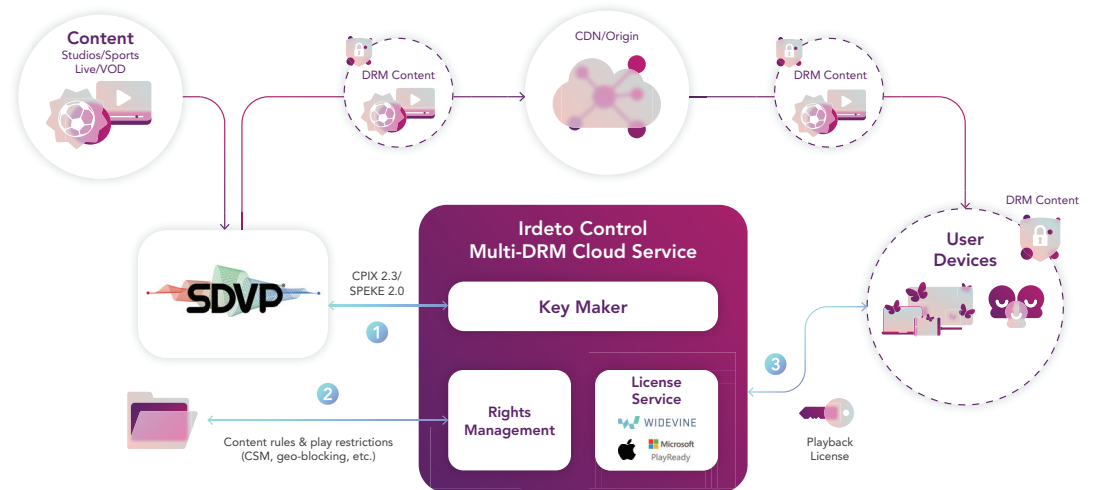 Content
Studios/Sports
Live/VOD
DRM Content
CDN/Origin
DRM Content
DRM Content
User
Devices
SDVP
CPIX 2.3/
SPEKE 2.0
1
Irdeto Control
Multi-DRM Cloud Service
Key Maker
2
Content rules & play restrictions
(CSM, geo-blocking, etc.)
Rights
Management
License
Service
WIDEVINE
Microsoft
PlayReady
3
Playback
License